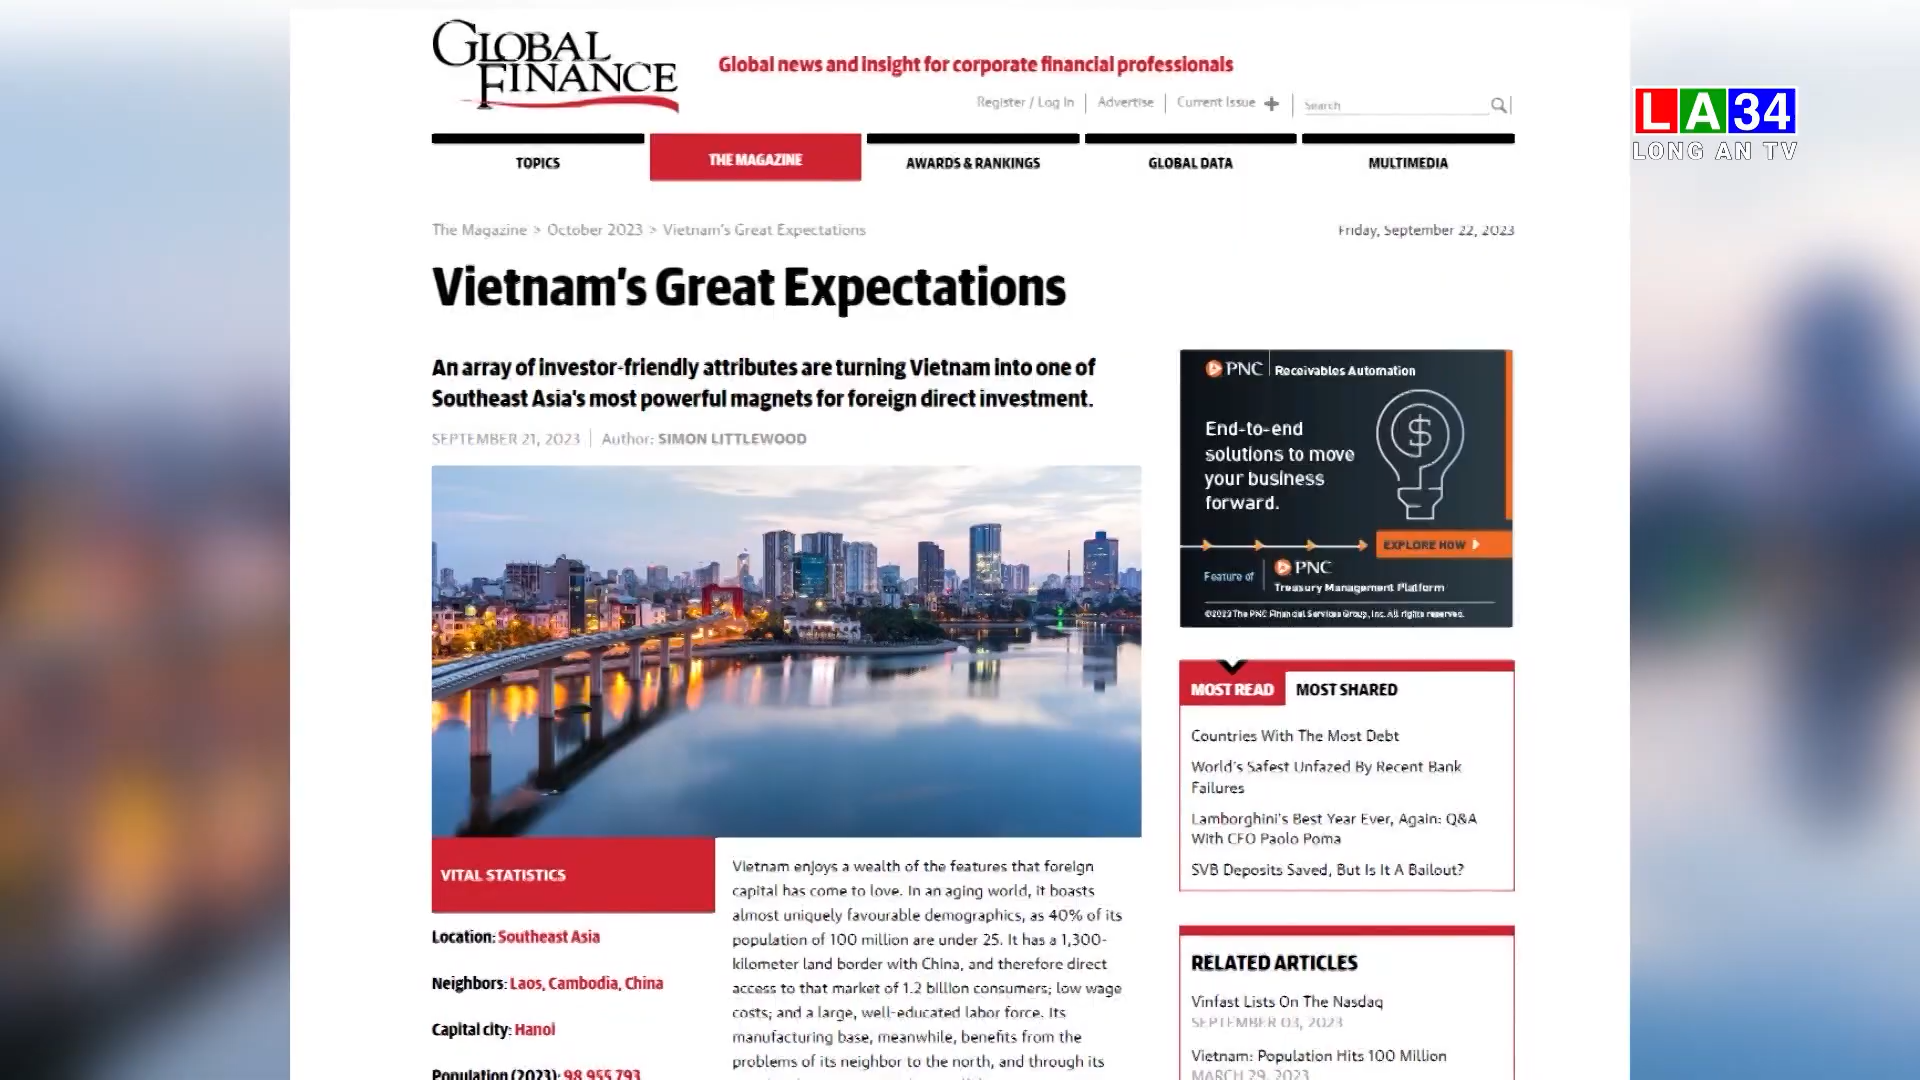 GLOBAL
FINANCE
Global news and insight for corporate financial professionals
Register / Log In
Advertise
Current Issue
Search
LA34
LONG AN TV
TOPICS
THE MAGAZINE
AWARDS & RANKINGS
GLOBAL DATA
MULTIMEDIA
The Magazine > October 2023 > Vietnam's Great Expectations
Friday, September 22, 2023
Vietnam's Great Expectations
An array of investor-friendly attributes are turning Vietnam into one of
Southeast Asia's most powerful magnets for foreign direct investment.
SEPTEMBER 21, 2023
Author: SIMON LITTLEWOOD
PNC
Receivables Automation
End-to-end
solutions to move
your business
forward.
EXPLORE NOW
Feature of
PNC
Treasury Management Platform
©2023 The PNC Financial Services Group, Inc. All rights reserved.
MOST READ
MOST SHARED
Countries With The Most Debt
World's Safest Unfazed By Recent Bank
Failures
Lamborghini's Best Year Ever, Again: Q&A
With CFO Paolo Poma
SVB Deposits Saved, But Is It A Bailout?
VITAL STATISTICS
Location: Southeast Asia
Neighbors: Laos, Cambodia, China
Capital city: Hanoi
Population (2023): 98,955,793
Vietnam enjoys a wealth of the features that foreign
capital has come to love. In an aging world, it boasts
almost uniquely favourable demographics, as 40% of its
population of 100 million are under 25. It has a 1,300-
kilometer land border with China, and therefore direct
access to that market of 1.2 billion consumers; low wage
costs; and a large, well-educated labor force. Its
manufacturing base, meanwhile, benefits from the
problems of its neighbor to the north, and through its
RELATED ARTICLES
Vinfast Lists On The Nasdaq
SEPTEMBER 03, 2023
Vietnam: Population Hits 100 Million
MARCH 29, 2023